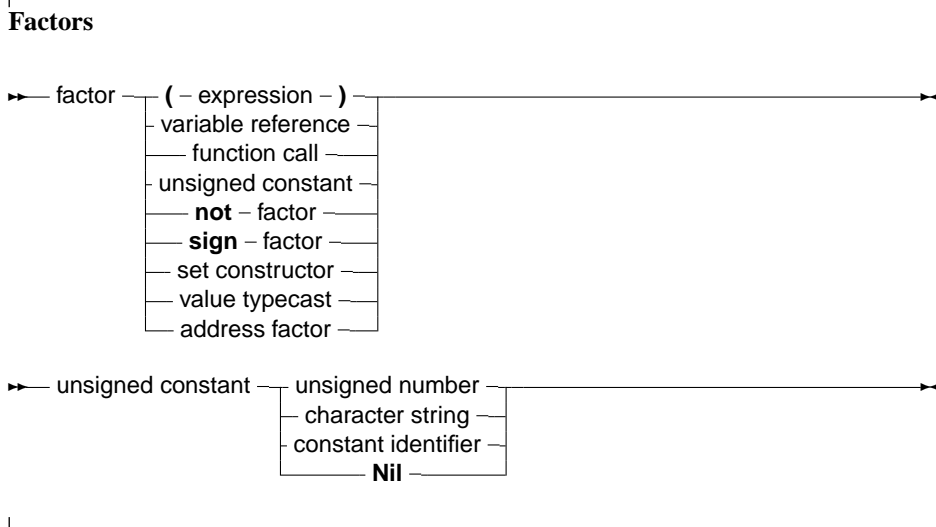 Factors
factor ( expression )
variable reference
function call
unsigned constant
not factor
sign factor
set constructor
value typecast
address factor
unsigned constant unsigned number
character string
constant identifier
Nil